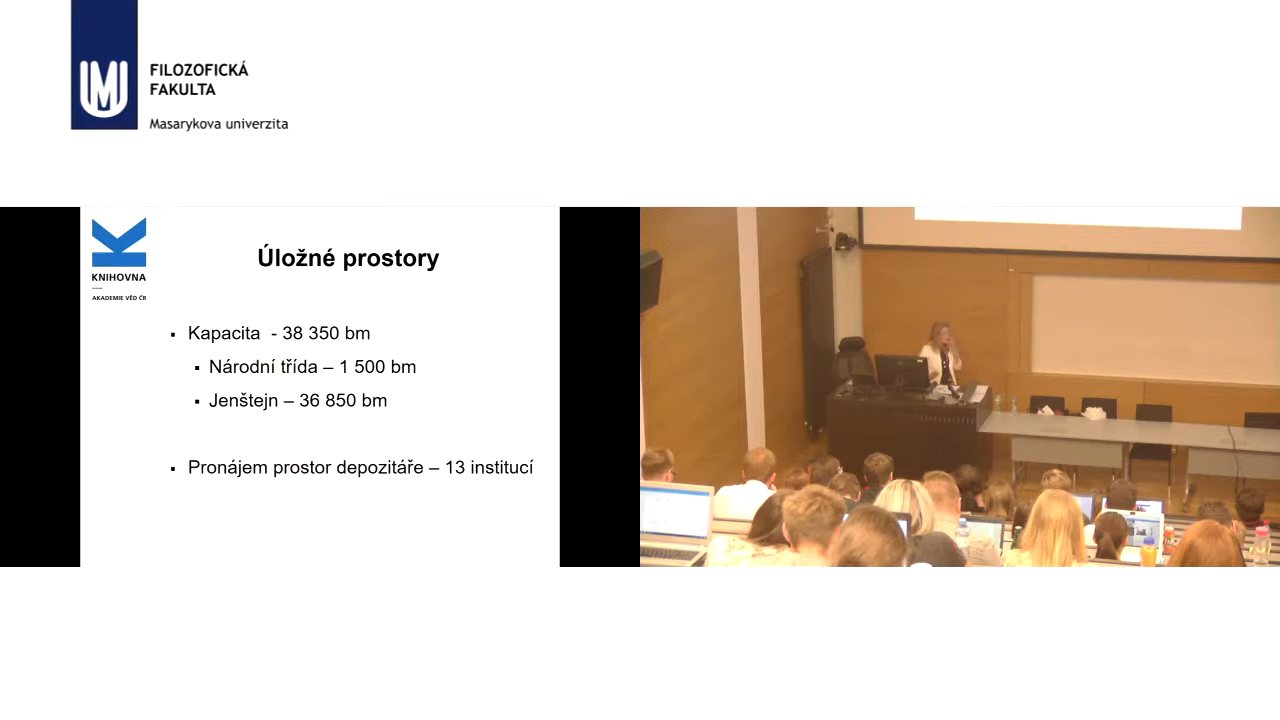 FILOZOFICKÁ
FAKULTA
Masarykova univerzita
KNIHOVNA
AKADEMIE VĚD ČR
Úložné prostory
▪ Kapacita - 38 350 bm
▪ Národní třída – 1 500 bm
▪ Jenštejn – 36 850 bm
▪ Pronájem prostor depozitáře – 13 institucí